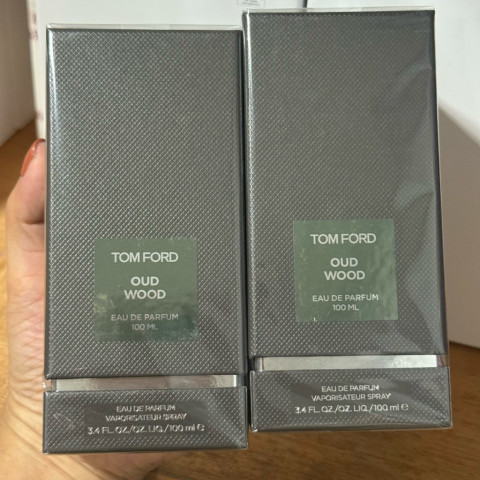 TOM FORD
OUD
WOOD
EAU DE PARFUM
100 ML
EAU DE PARFUM
VAPORISATEUR SPRAY
3.4 FL. OZ./OZ. LIQ./100 ml ℮
TOM FORD
OUD
WOOD
EAU DE PARFUM
100 ML
EAU DE PARFUM
VAPORISATEUR SPRAY
3.4 FL. OZ./OZ. LIQ./100 ml ℮